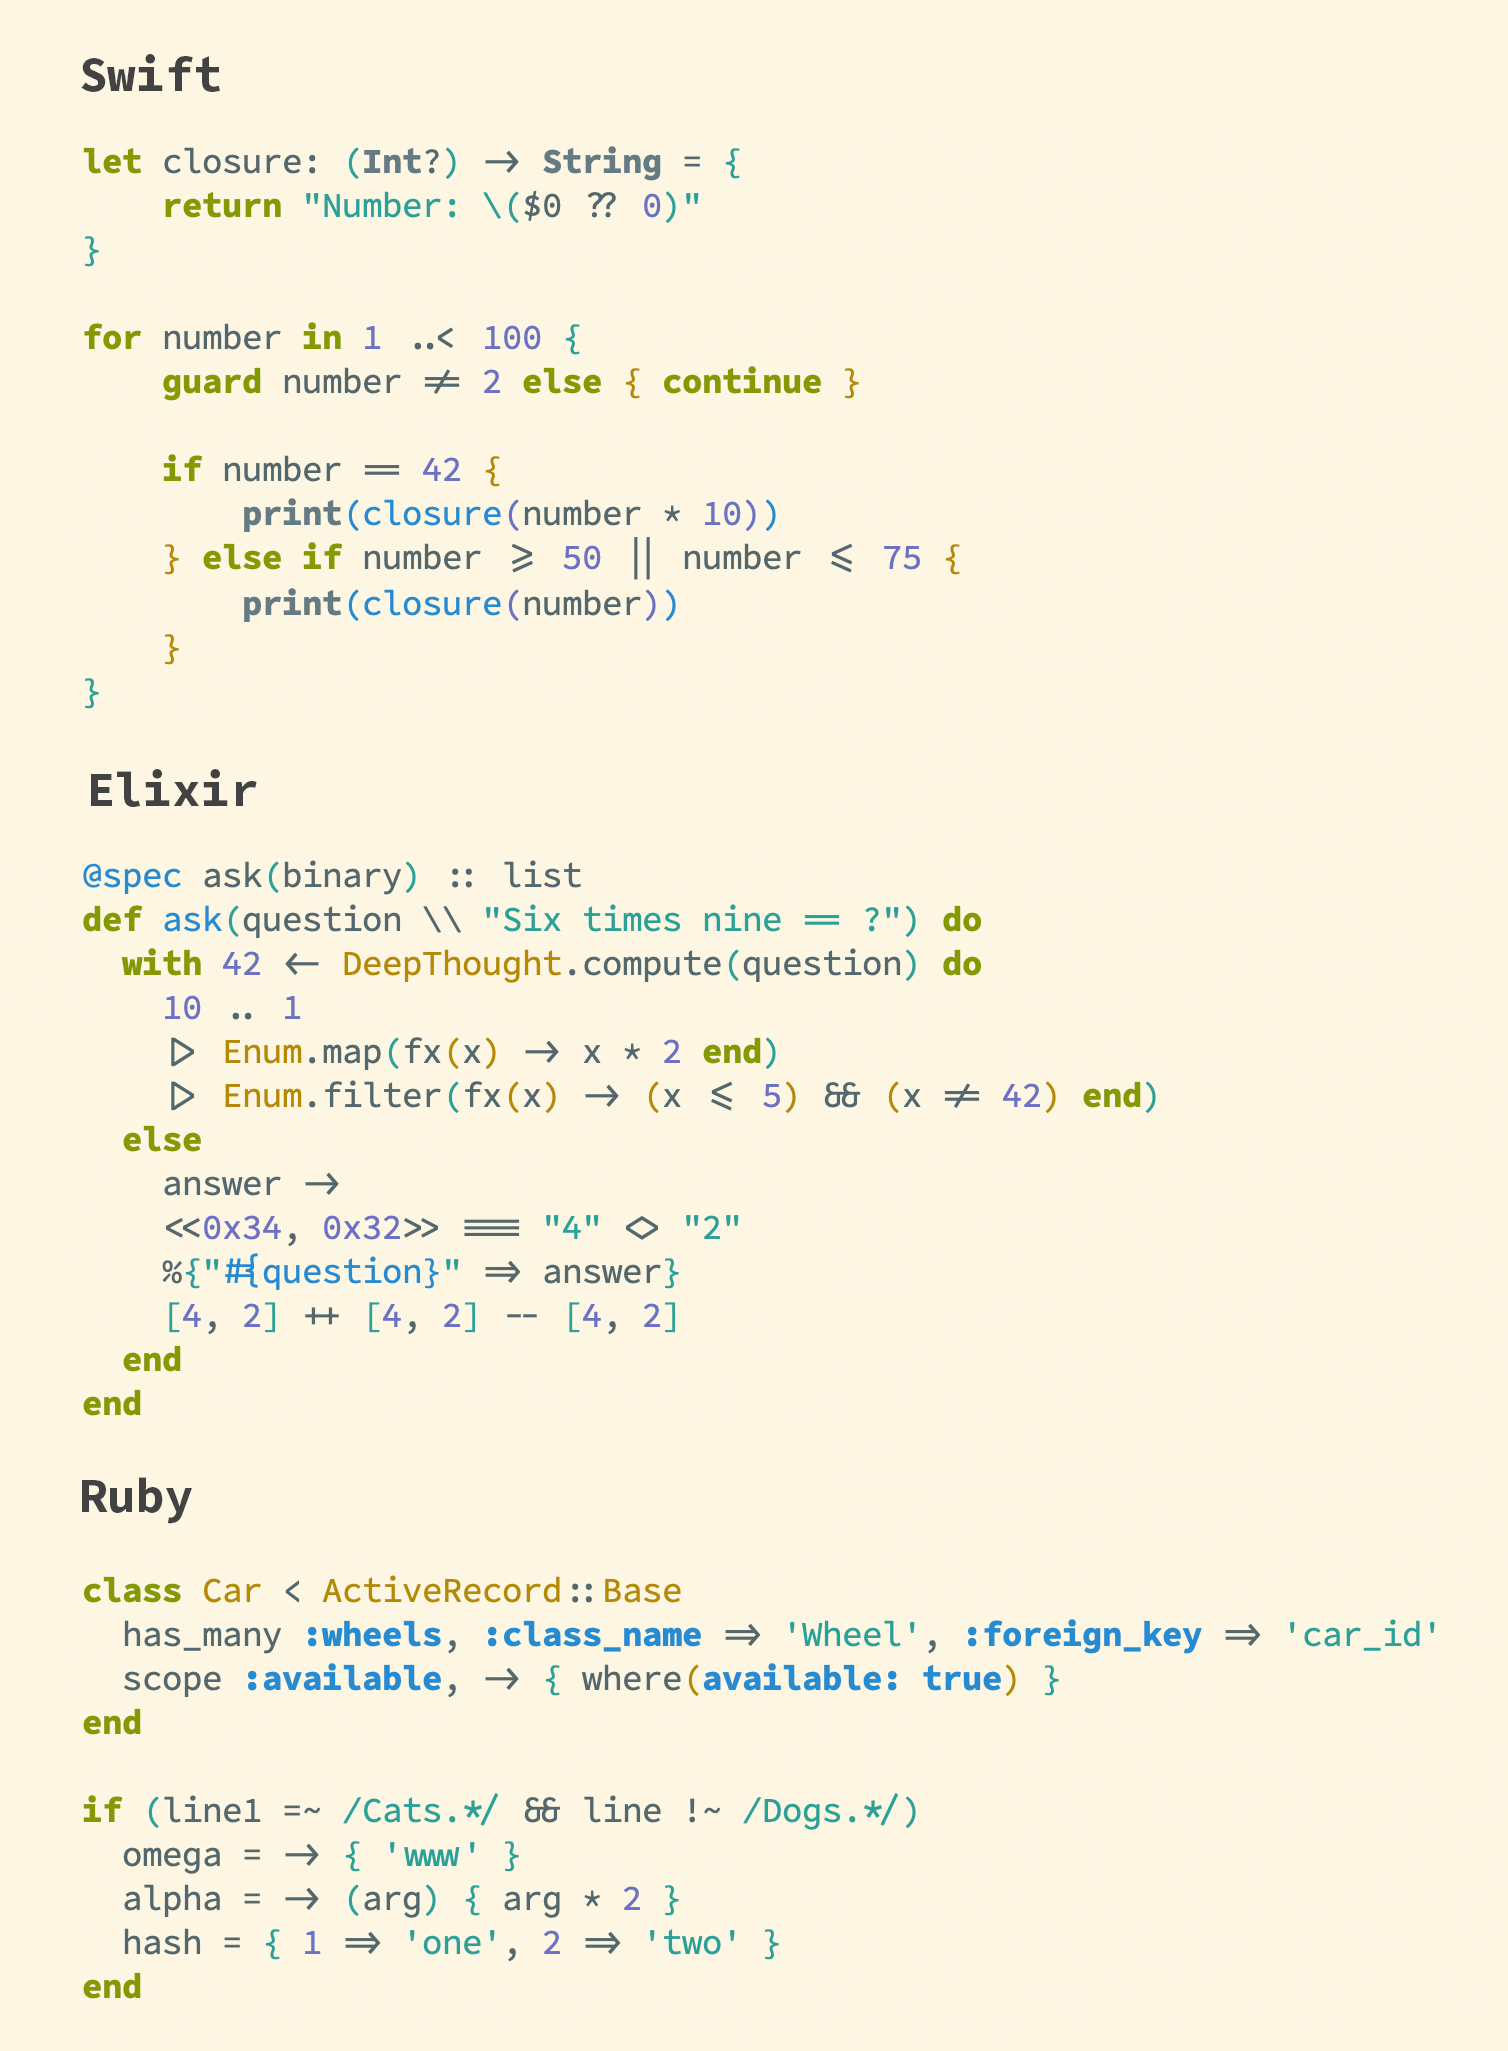 Swift
let closure: (Int?) -> String = {
    return "Number: \($0 ?? 0)"
}
for number in 1 ..< 100 {
    guard number != 2 else { continue }
    if number == 42 {
        print(closure(number * 10))
    } else if number >= 50 || number <= 75 {
        print(closure(number))
    }
}
Elixir
@spec ask(binary) :: list
def ask(question \\ "Six times nine == ?") do
  with 42 <- DeepThought.compute(question) do
    10 .. 1
    |> Enum.map(fx(x) -> x * 2 end)
    |> Enum.filter(fx(x) -> (x <= 5) && (x != 42) end)
  else
    answer ->
    <<0x34, 0x32>> === "4" <> "2"
    %{"#{question}" => answer}
    [4, 2] ++ [4, 2] -- [4, 2]
  end
end
Ruby
class Car < ActiveRecord::Base
  has_many :wheels, :class_name => 'Wheel', :foreign_key => 'car_id'
  scope :available, -> { where(available: true) }
end
if (line1 =~ /Cats.*/ && line !~ /Dogs.*/)
  omega = -> { 'www' }
  alpha = -> (arg) { arg * 2 }
  hash = { 1 => 'one', 2 => 'two' }
end